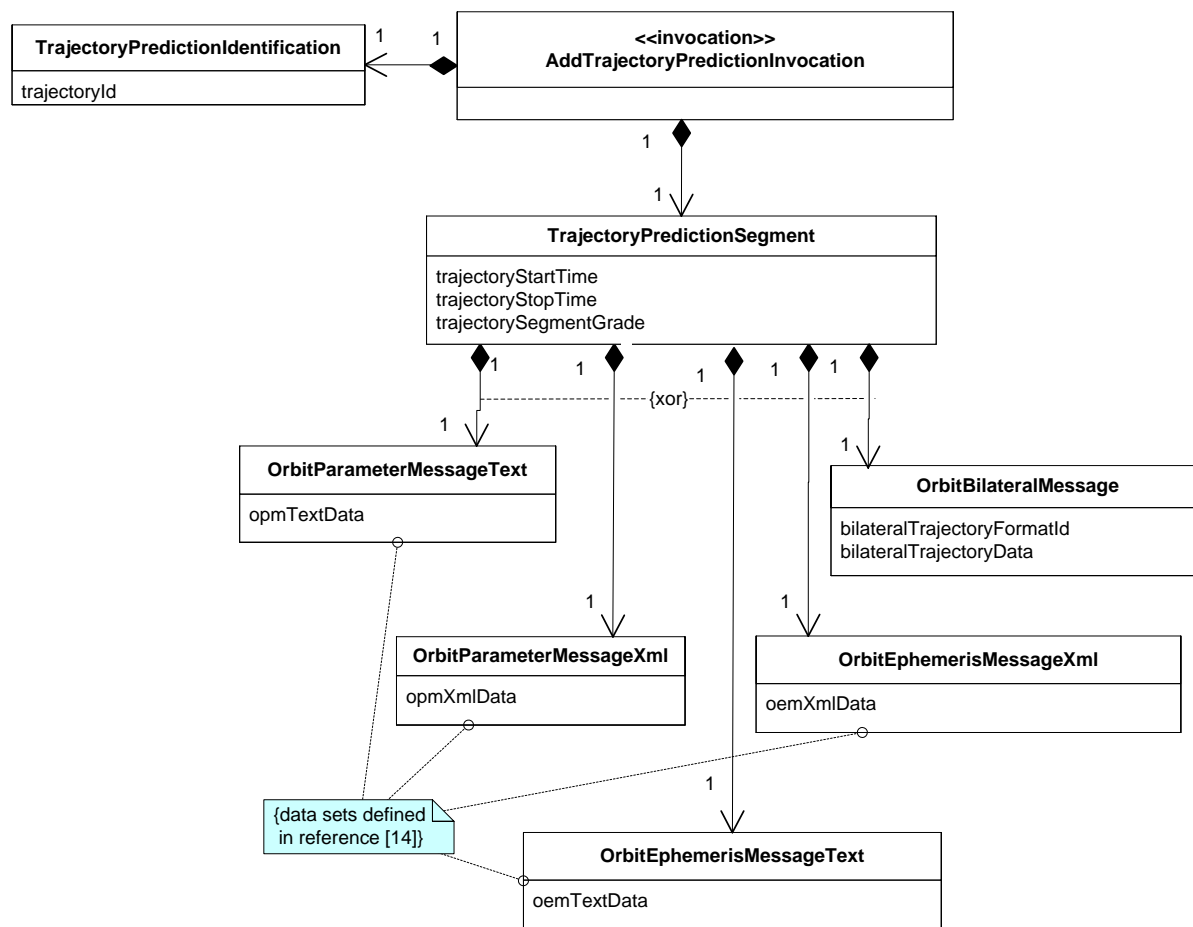 TrajectoryPredictionIdentification
trajectoryId
1
1
<<invocation>>
AddTrajectoryPredictionInvocation
1
1
TrajectoryPredictionSegment
trajectoryStartTime
trajectoryStopTime
trajectorySegmentGrade
1
1
1
1
1
{xor}
1
1
OrbitParameterMessageText
opmTextData
OrbitBilateralMessage
bilateralTrajectoryFormatId
bilateralTrajectoryData
1
1
OrbitParameterMessageXml
opmXmlData
OrbitEphemerisMessageXml
oemXmlData
1
{data sets defined
in reference [14]}
OrbitEphemerisMessageText
oemTextData